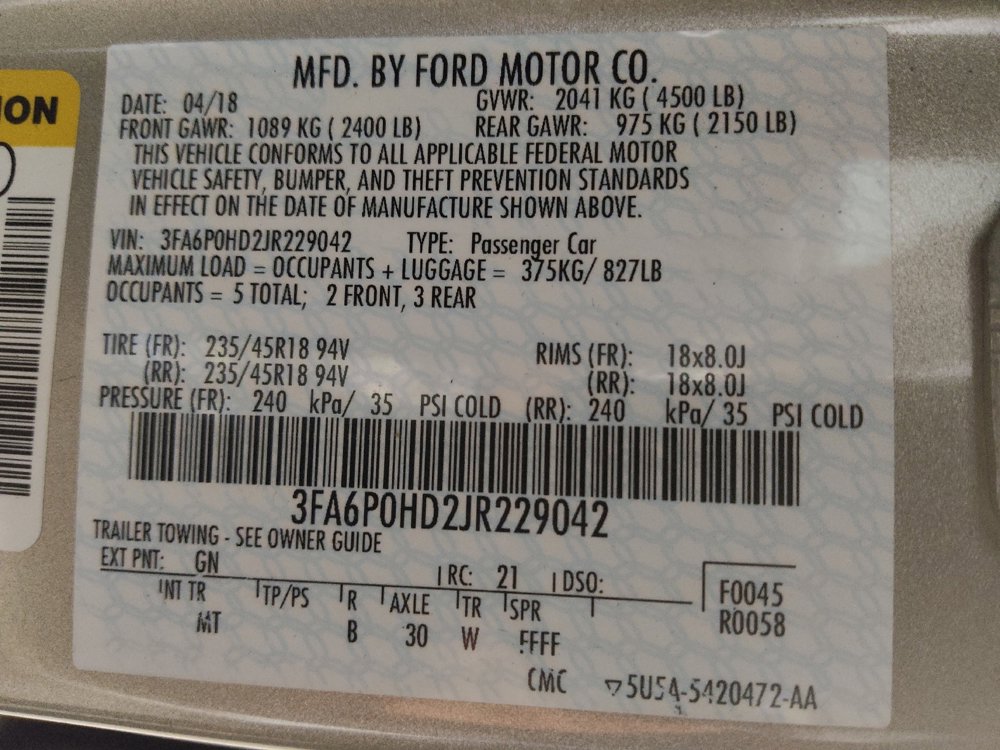 ION
MFD. BY FORD MOTOR CO.
DATE: 04/18 GVWR: 2041 KG ( 4500 LB)
FRONT GAWR: 1089 KG ( 2400 LB) REAR GAWR: 975 KG ( 2150 LB)
THIS VEHICLE CONFORMS TO ALL APPLICABLE FEDERAL MOTOR
VEHICLE SAFETY, BUMPER, AND THEFT PREVENTION STANDARDS
IN EFFECT ON THE DATE OF MANUFACTURE SHOWN ABOVE.
VIN: 3FA6P0HD2JR229042 TYPE: Passenger Car
MAXIMUM LOAD = OCCUPANTS + LUGGAGE = 375KG/ 827LB
OCCUPANTS = 5 TOTAL; 2 FRONT, 3 REAR
TIRE (FR): 235/45R18 94V RIMS (FR): 18x8.0J
(RR): 235/45R18 94V (RR): 18x8.0J
PRESSURE (FR): 240 kPa/ 35 PSI COLD (RR): 240 kPa/ 35 PSI COLD
3FA6P0HD2JR229042
TRAILER TOWING - SEE OWNER GUIDE
EXT PNT: GN RC: 21 DSO: F0045
INT TR TP/PS R AXLE TR SPR R0058
MT B 30 W FFFF
CMC ▽5U5A-5420472-AA